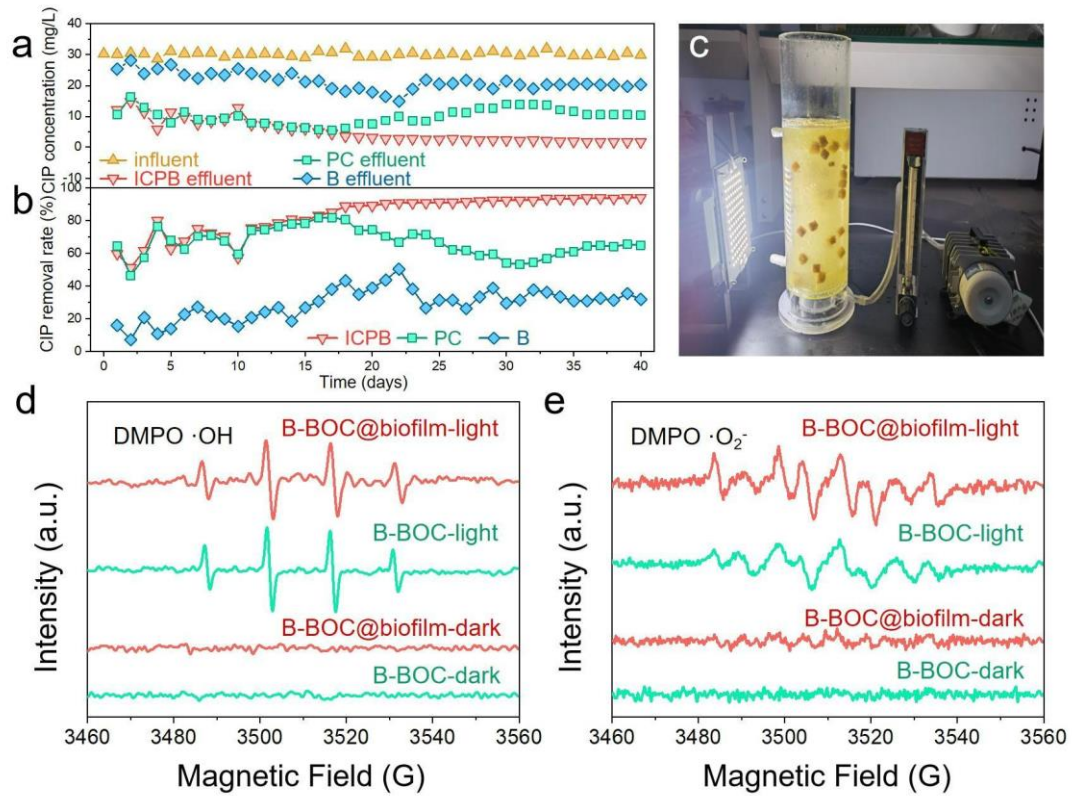 a
CIP concentration (mg/L)
40
30
20
10
0
-10
influent
PC effluent
ICPB effluent
B effluent
b
CIP removal rate (%)
100
80
60
40
20
0
ICPB
PC
B
0
5
10
15
20
25
30
35
40
Time (days)
c
d
DMPO ·OH
B-BOC@biofilm-light
B-BOC-light
B-BOC@biofilm-dark
B-BOC-dark
Intensity (a.u.)
3460
3480
3500
3520
3540
3560
Magnetic Field (G)
e
DMPO ·O₂⁻
B-BOC@biofilm-light
B-BOC-light
B-BOC@biofilm-dark
B-BOC-dark
Intensity (a.u.)
3460
3480
3500
3520
3540
3560
Magnetic Field (G)